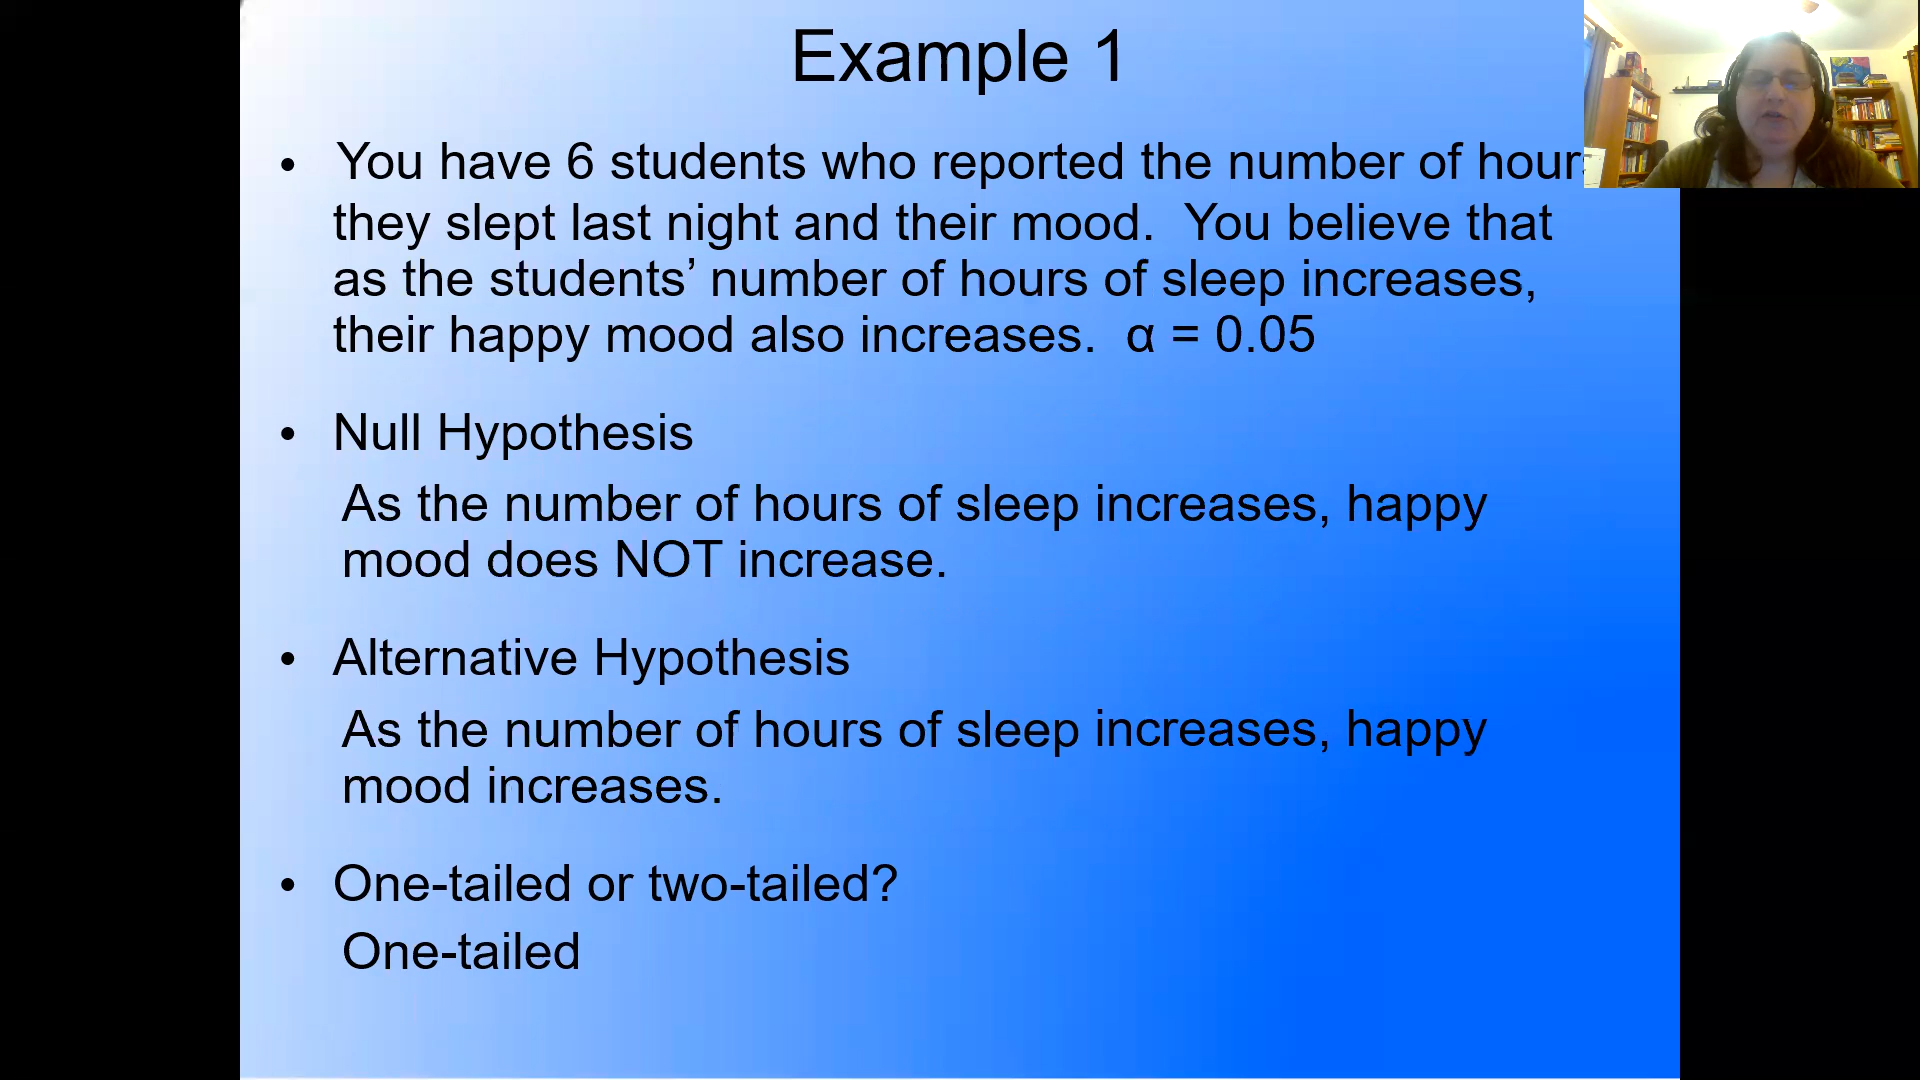 Example 1
• You have 6 students who reported the number of hour
they slept last night and their mood. You believe that
as the students’ number of hours of sleep increases,
their happy mood also increases. α = 0.05
• Null Hypothesis
As the number of hours of sleep increases, happy
mood does NOT increase.
• Alternative Hypothesis
As the number of hours of sleep increases, happy
mood increases.
• One-tailed or two-tailed?
One-tailed